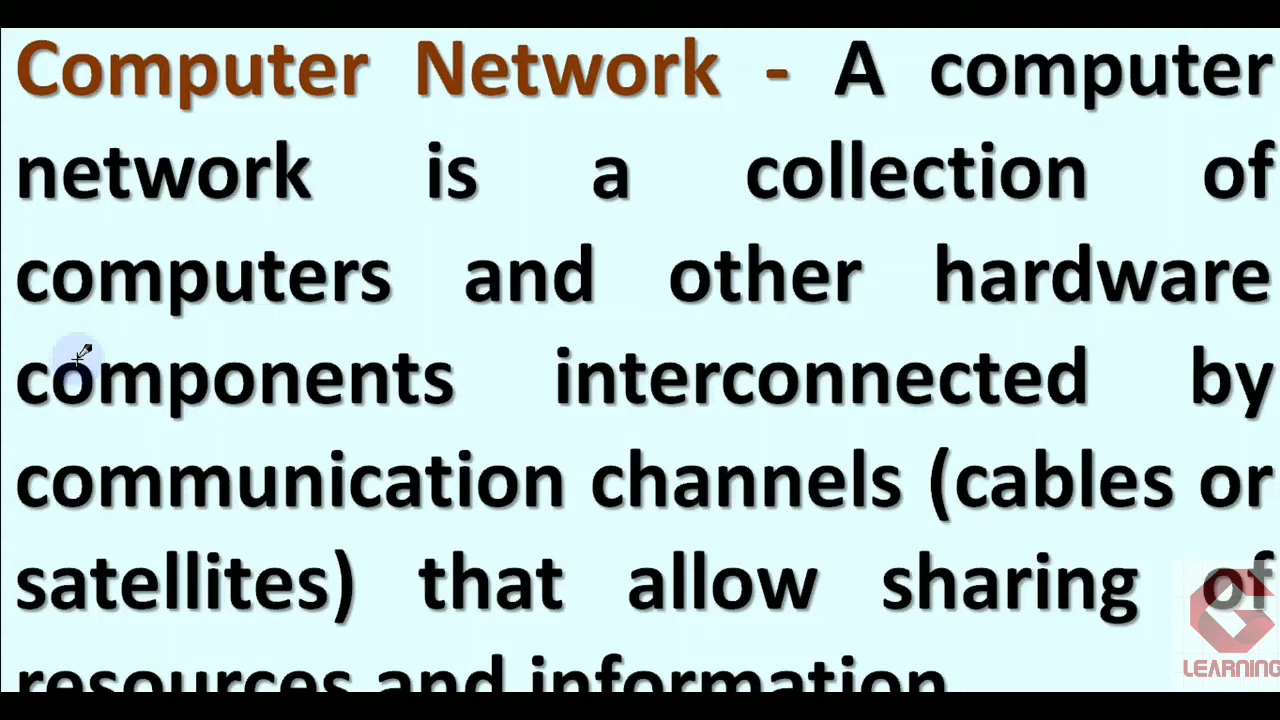 Computer Network - A computer
network is a collection of
computers and other hardware
components interconnected by
communication channels (cables or
satellites) that allow sharing of
resources and information
LEARNING